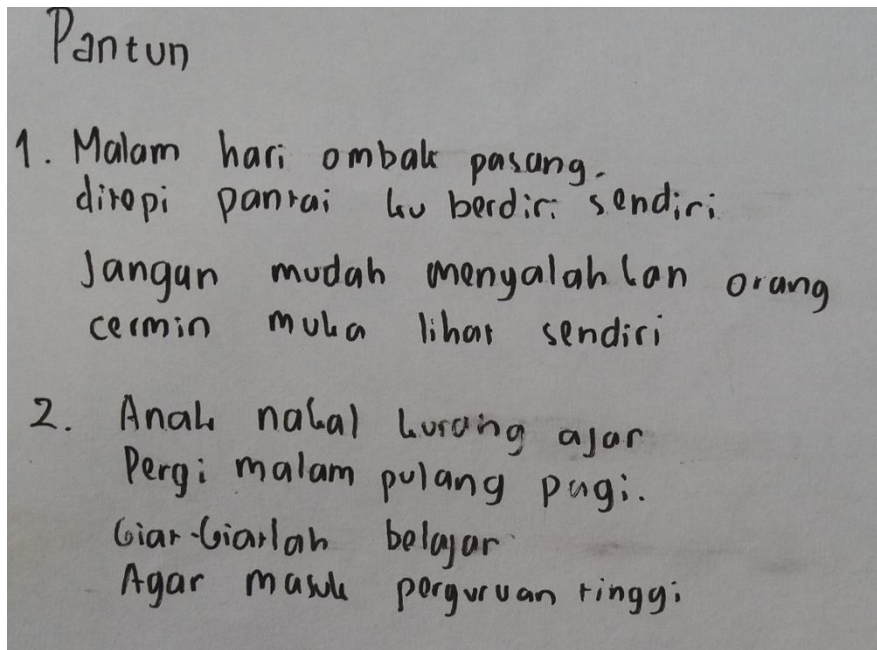 Pantun
1. Malam hari ombak pasang.
ditepi pantai ku berdiri sendiri
Jangan mudah menyalahkan orang
cermin muka lihat sendiri
2. Anak nakal kurang ajar
Pergi malam pulang pagi.
Giat-Giatlah belajar
Agar masuk perguruan tinggi